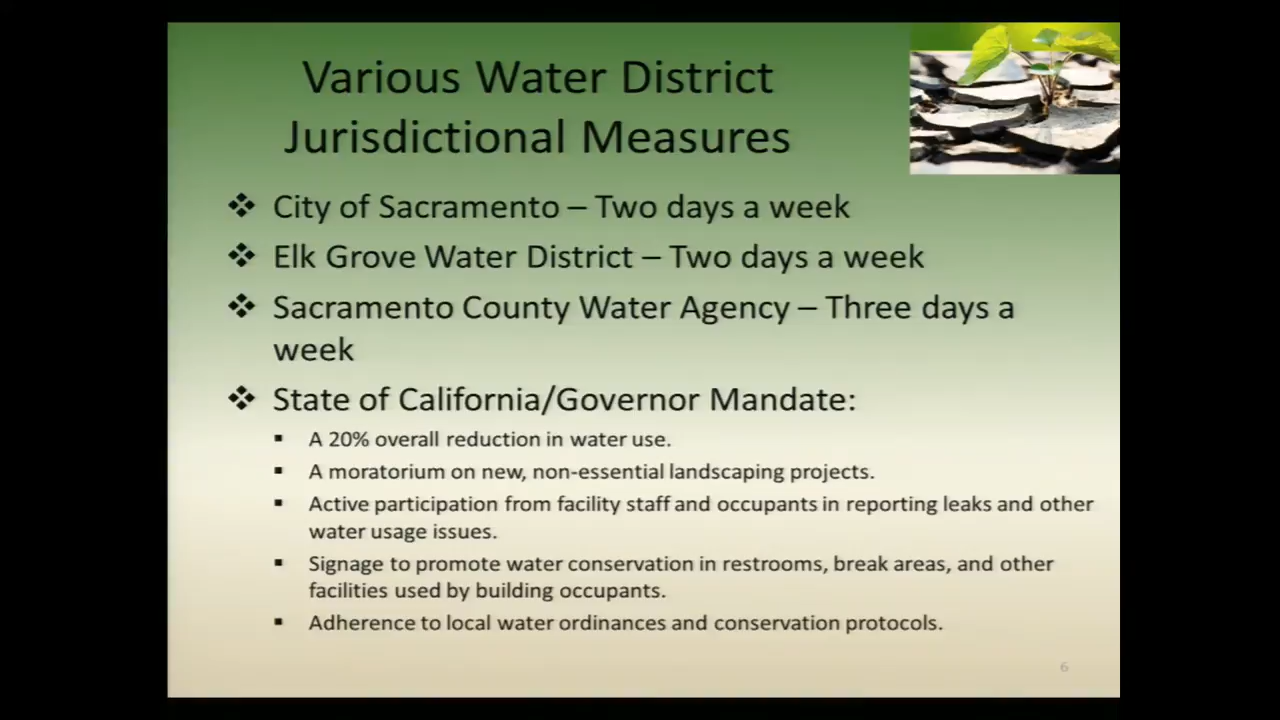 Various Water District
Jurisdictional Measures
❖ City of Sacramento – Two days a week
❖ Elk Grove Water District – Two days a week
❖ Sacramento County Water Agency – Three days a
week
❖ State of California/Governor Mandate:
▪ A 20% overall reduction in water use.
▪ A moratorium on new, non-essential landscaping projects.
▪ Active participation from facility staff and occupants in reporting leaks and other
water usage issues.
▪ Signage to promote water conservation in restrooms, break areas, and other
facilities used by building occupants.
▪ Adherence to local water ordinances and conservation protocols.
6